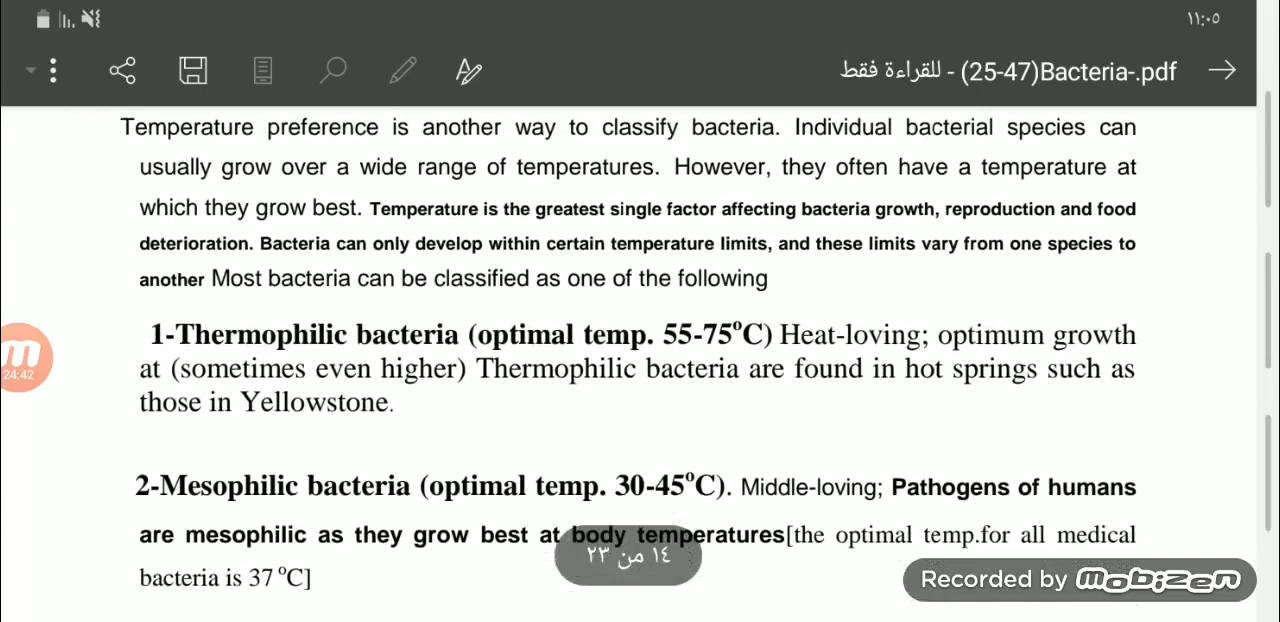 ١١:٠٥
(25-47)Bacteria-.pdf - للقراءة فقط
Temperature preference is another way to classify bacteria. Individual bacterial species can
usually grow over a wide range of temperatures. However, they often have a temperature at
which they grow best. Temperature is the greatest single factor affecting bacteria growth, reproduction and food
deterioration. Bacteria can only develop within certain temperature limits, and these limits vary from one species to
another Most bacteria can be classified as one of the following
1-Thermophilic bacteria (optimal temp. 55-75ºC) Heat-loving; optimum growth
at (sometimes even higher) Thermophilic bacteria are found in hot springs such as
those in Yellowstone.
m
24:42
2-Mesophilic bacteria (optimal temp. 30-45ºC). Middle-loving; Pathogens of humans
are mesophilic as they grow best at body temperatures[the optimal temp.for all medical
bacteria is 37 ºC]
١٤ من ٢٣
Recorded by mobizen